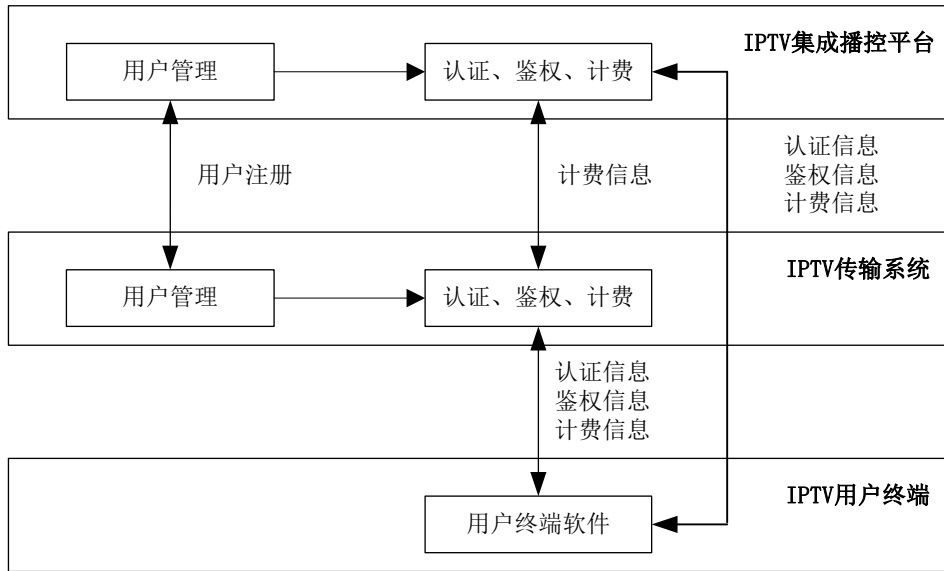 IPTV集成播控平台
用户管理
认证、鉴权、计费
用户注册
计费信息
认证信息
鉴权信息
计费信息
IPTV传输系统
用户管理
认证、鉴权、计费
认证信息
鉴权信息
计费信息
IPTV用户终端
用户终端软件